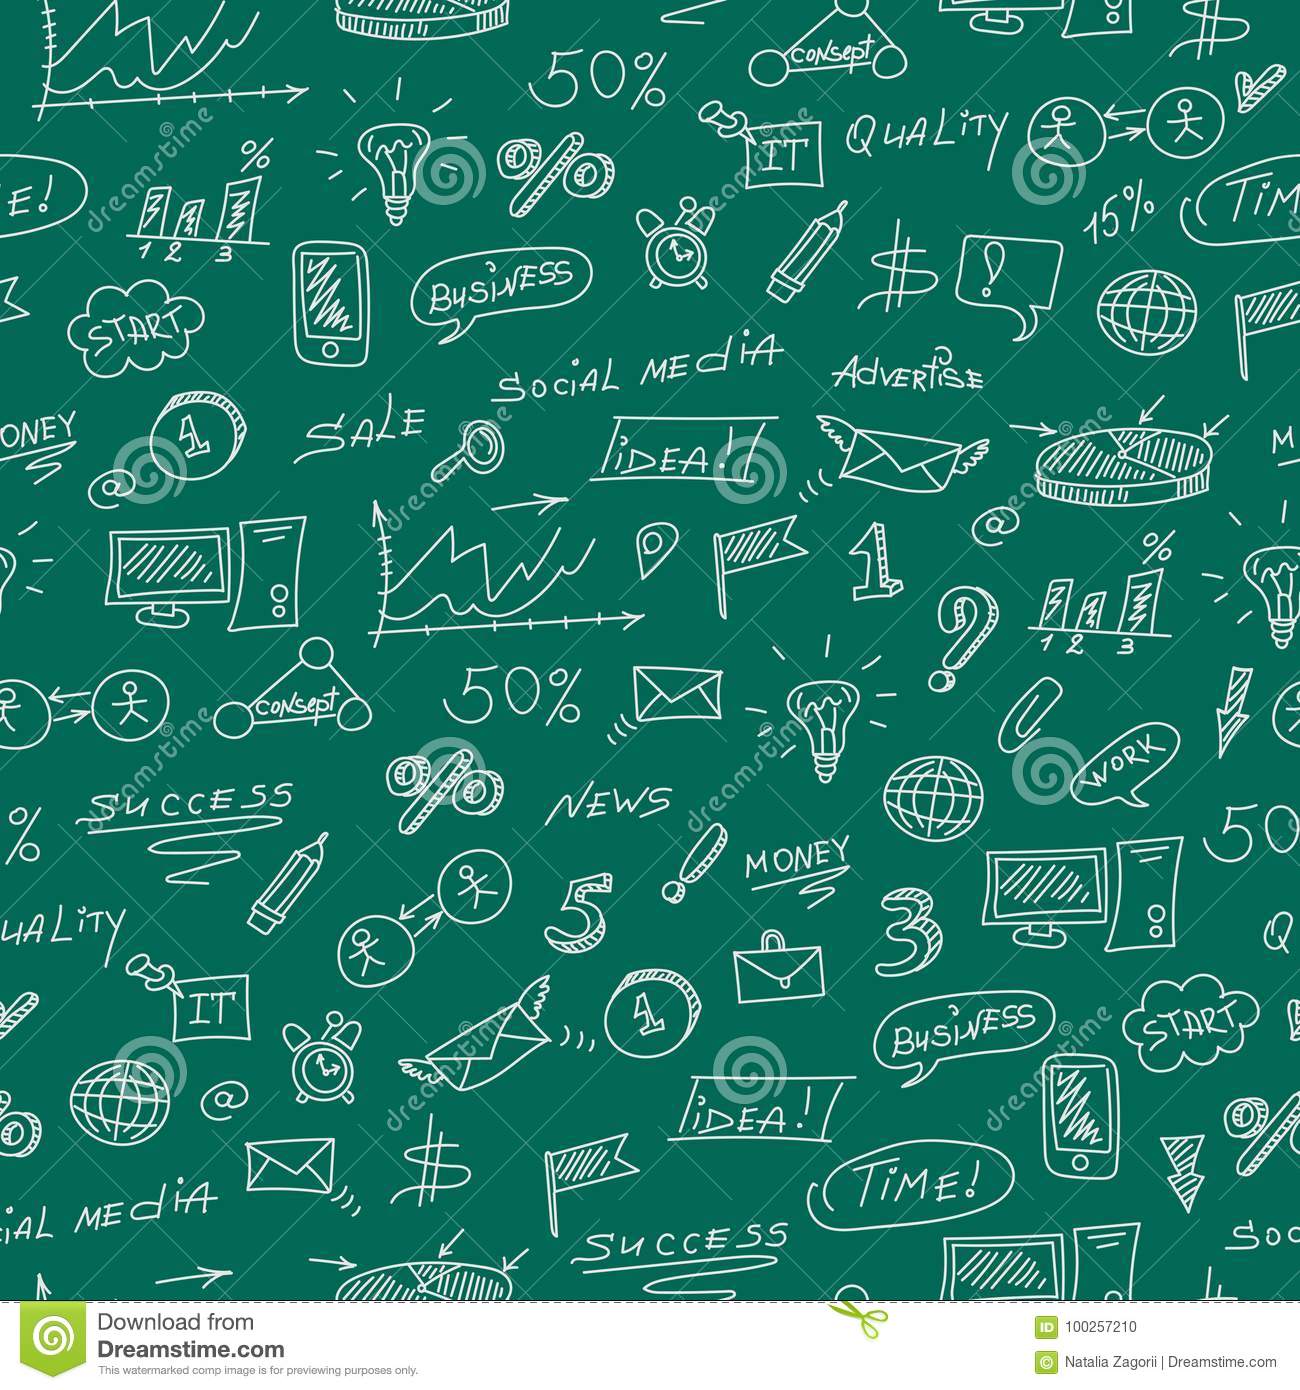 consept
50%
QUALITY
IT
%
E!
15%
TIM
1 2 3
$
!
BUSINESS
START
SOCIAL MEDIA
ADVERTISE
ONEY
1
SALE
IDEA!
M
@
@
1
%
?
1 2 3
consept
50%
WORK
SUCCESS
%
NEWS
50
MONEY
!
5
3
UALITY
Q
IT
1
BUSINESS
START
@
IDEA!
$
TIME!
CIAL MEDIA
SUCCESS
SOC
dreamstime
Download from
Dreamstime.com
This watermarked comp image is for previewing purposes only.
ID 100257210
© Natalia Zagorii | Dreamstime.com